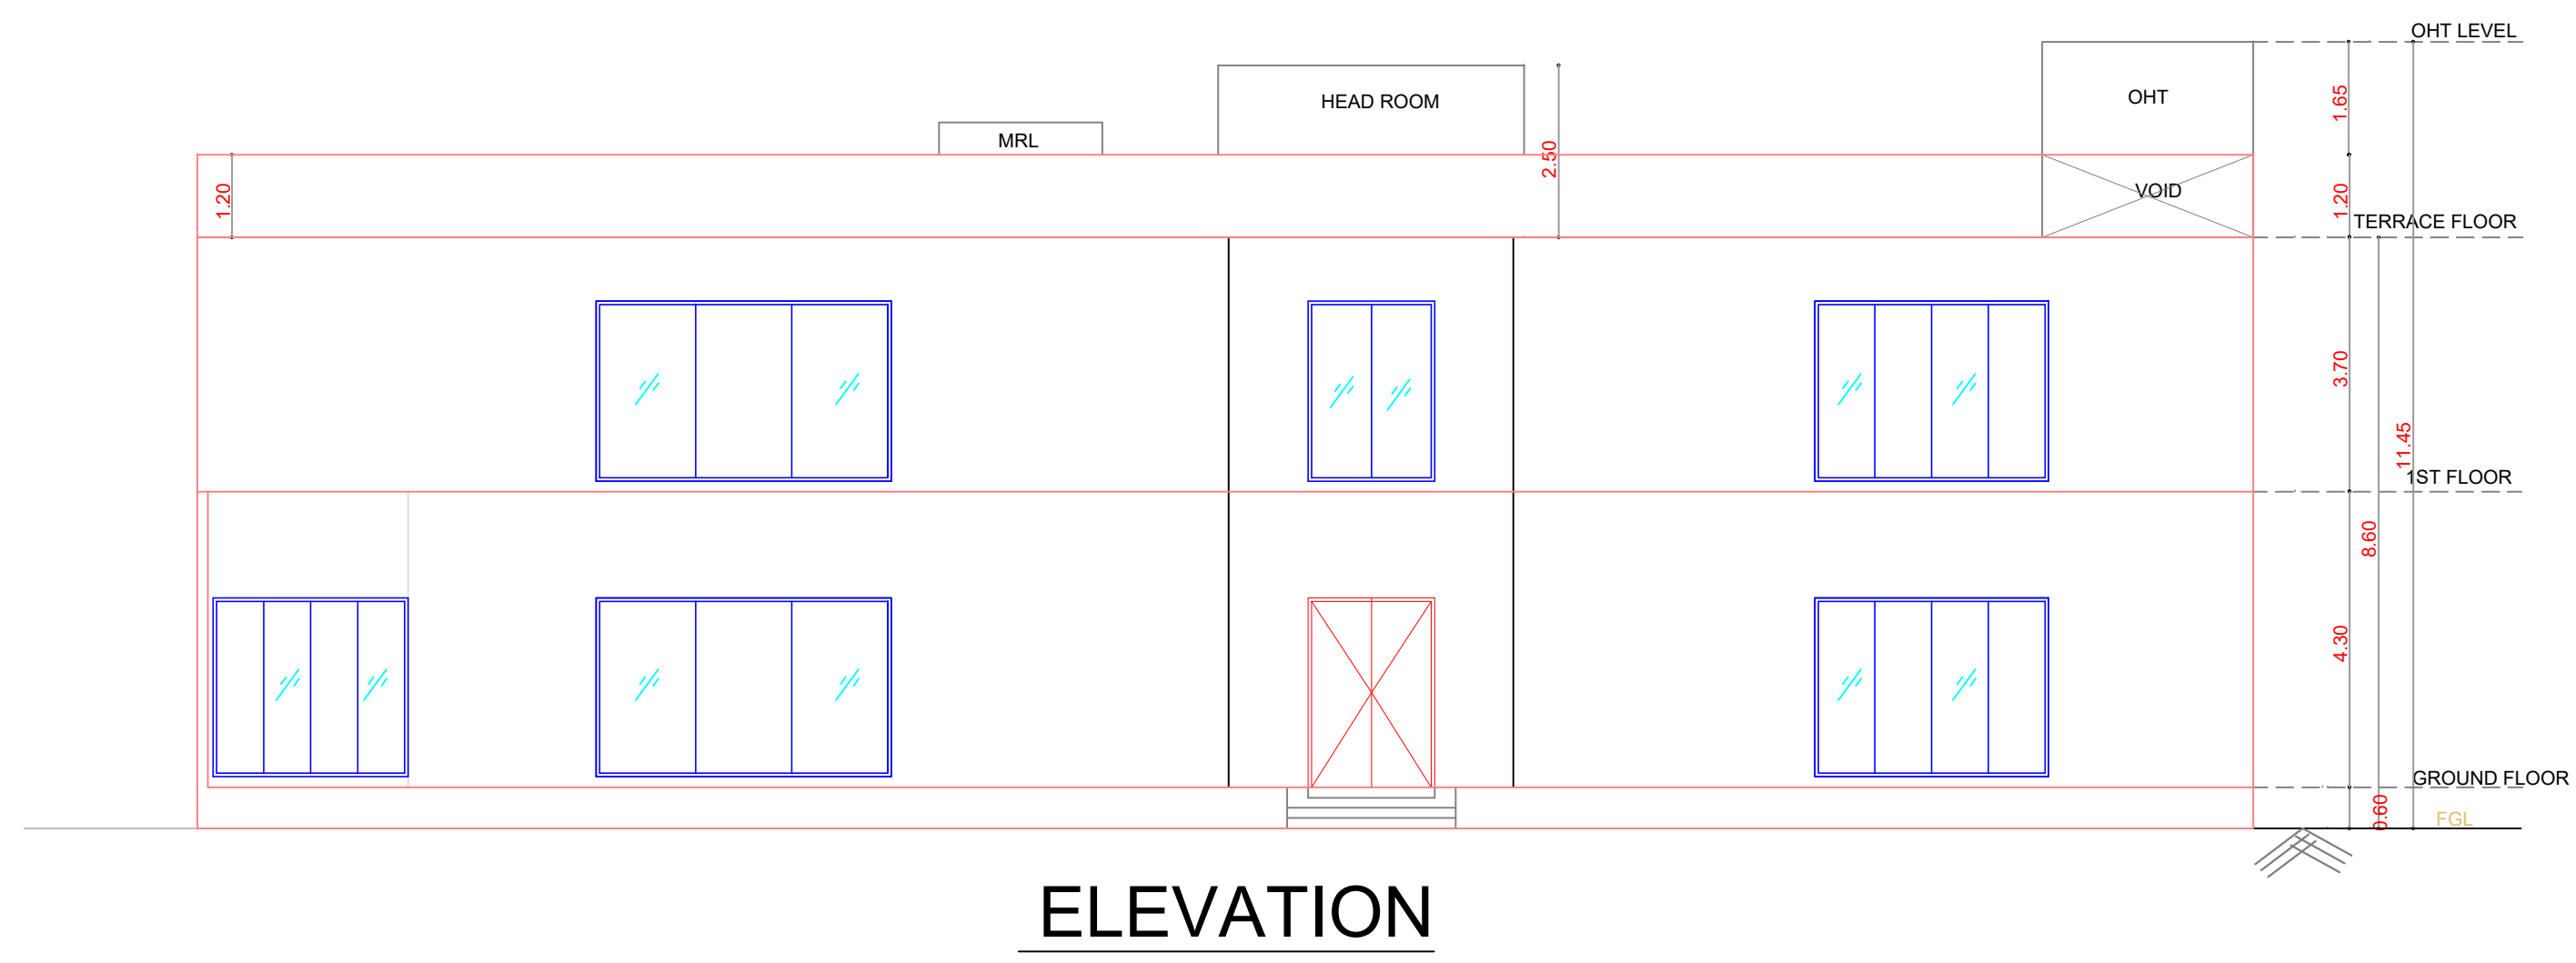 OHT LEVEL
HEAD ROOM
OHT
1.65
MRL
2.50
1.20
VOID
1.20
TERRACE FLOOR
3.70
11.45
1ST FLOOR
8.60
4.30
GROUND FLOOR
0.60
FGL
ELEVATION